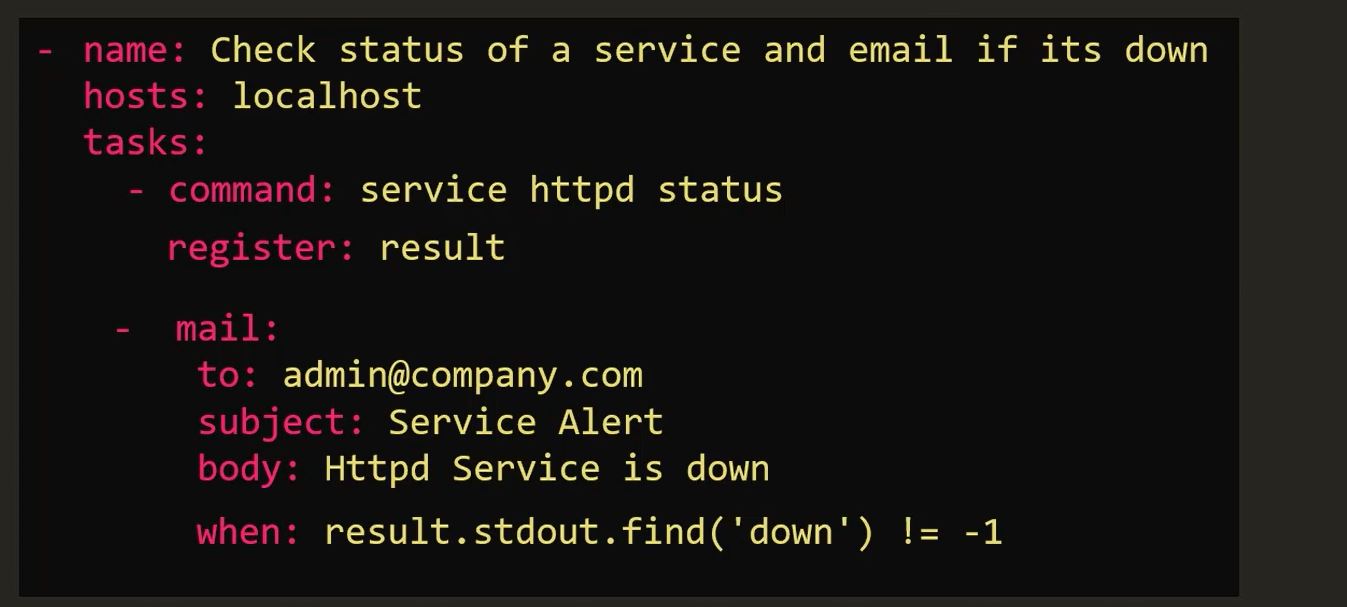 - name: Check status of a service and email if its down
  hosts: localhost
  tasks:
    - command: service httpd status
      register: result
    - mail:
        to: admin@company.com
        subject: Service Alert
        body: Httpd Service is down
        when: result.stdout.find('down') != -1